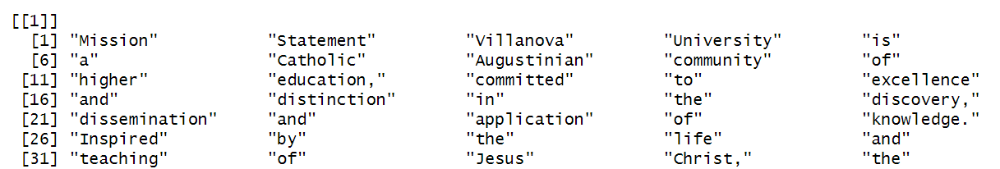 [[1]]
[1] "Mission" "Statement" "Villanova" "University" "is"
[6] "a" "Catholic" "Augustinian" "community" "of"
[11] "higher" "education," "committed" "to" "excellence"
[16] "and" "distinction" "in" "the" "discovery,"
[21] "dissemination" "and" "application" "of" "knowledge."
[26] "Inspired" "by" "the" "life" "and"
[31] "teaching" "of" "Jesus" "Christ," "the"